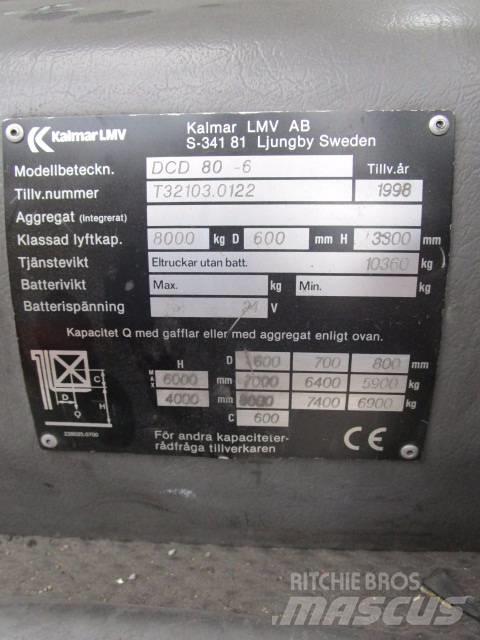 Kalmar LMV
Kalmar LMV AB
S-341 81 Ljungby Sweden
Modellbeteckn. DCD 80 -6 Tillv.år
Tillv.nummer T32103.0122 1998
Aggregat (Integrerat)
Klassad lyftkap. 8000 kg D 600 mm H 3300 mm
Tjänstevikt Eltruckar utan batt. 10360 kg
Batterivikt Max. kg Min. kg
Batterispänning 24 V
Kapacitet Q med gafflar eller med aggregat enligt ovan.
H D 600 700 800 mm
MAX 6000 mm 7000 6400 5900 kg
4000 mm 8000 7400 6900 kg
C 600
C
D
Q
H
För andra kapaciteter
rådfråga tillverkaren
CE
RITCHIE BROS
MASCUS